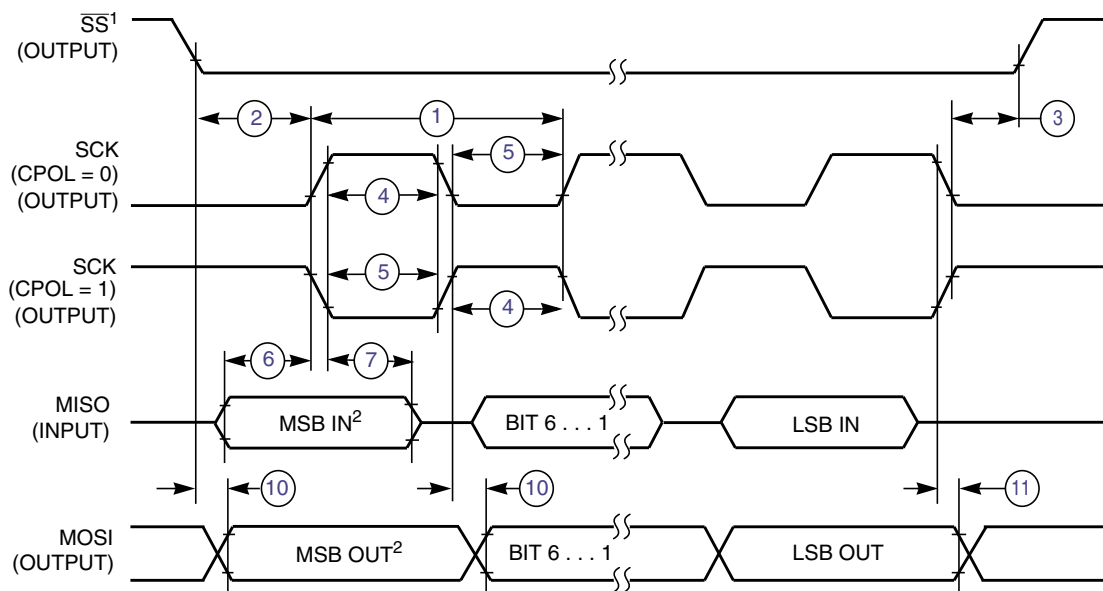 SS¹
(OUTPUT)
2
1
3
SCK
(CPOL = 0)
(OUTPUT)
5
4
SCK
(CPOL = 1)
(OUTPUT)
5
4
6
7
MISO
(INPUT)
MSB IN²
BIT 6 . . . 1
LSB IN
10
10
11
MOSI
(OUTPUT)
MSB OUT²
BIT 6 . . . 1
LSB OUT